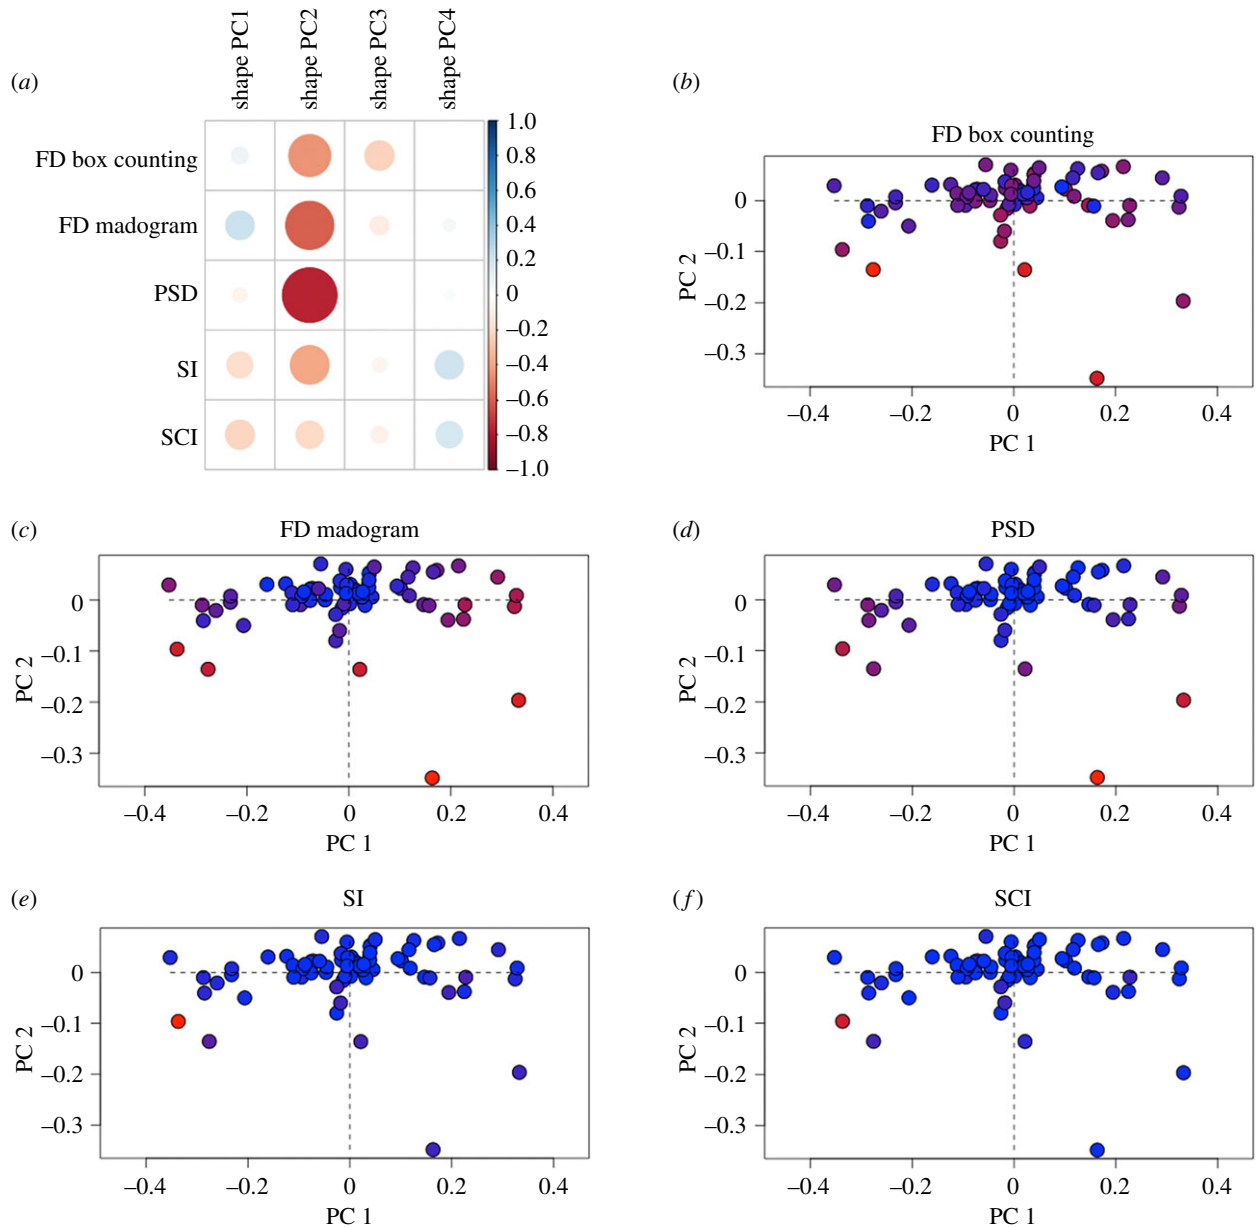 (a)
shape PC1
shape PC2
shape PC3
shape PC4
FD box counting
FD madogram
PSD
SI
SCI
1.0
0.8
0.6
0.4
0.2
0
–0.2
–0.4
–0.6
–0.8
–1.0
(b)
FD box counting
PC 2
0
–0.1
–0.2
–0.3
–0.4 –0.2 0 0.2 0.4
PC 1
(c)
FD madogram
PC 2
0
–0.1
–0.2
–0.3
–0.4 –0.2 0 0.2 0.4
PC 1
(d)
PSD
PC 2
0
–0.1
–0.2
–0.3
–0.4 –0.2 0 0.2 0.4
PC 1
(e)
SI
PC 2
0
–0.1
–0.2
–0.3
–0.4 –0.2 0 0.2 0.4
PC 1
(f)
SCI
PC 2
0
–0.1
–0.2
–0.3
–0.4 –0.2 0 0.2 0.4
PC 1